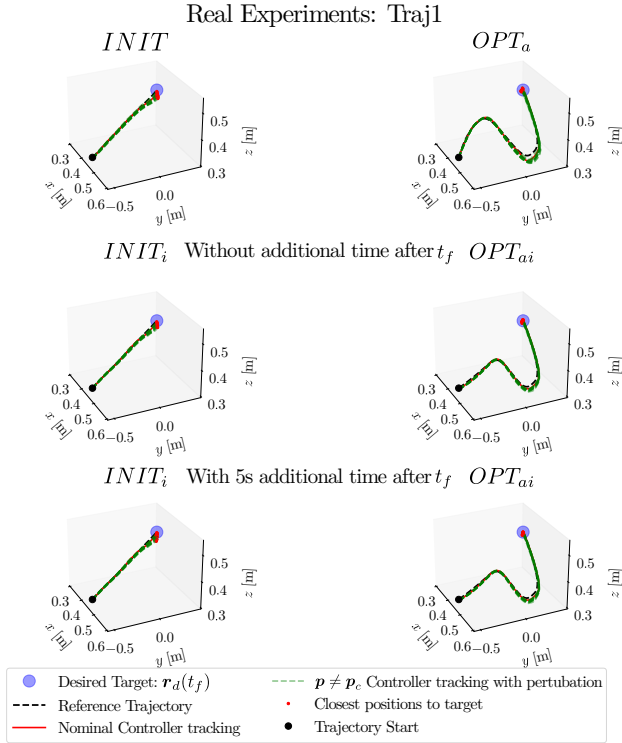 Real Experiments: Traj1
INIT OPT_a
0.5
0.4
0.3
z [m]
0.3
0.4
0.5
0.6
x [m]
−0.5
0.0
y [m]
0.5
0.4
0.3
z [m]
0.3
0.4
0.5
0.6
x [m]
−0.5
0.0
y [m]
INIT_i Without additional time after t_f OPT_ai
0.5
0.4
0.3
z [m]
0.3
0.4
0.5
0.6
x [m]
−0.5
0.0
y [m]
0.5
0.4
0.3
z [m]
0.3
0.4
0.5
0.6
x [m]
−0.5
0.0
y [m]
INIT_i With 5s additional time after t_f OPT_ai
0.5
0.4
0.3
z [m]
0.3
0.4
0.5
0.6
x [m]
−0.5
0.0
y [m]
0.5
0.4
0.3
z [m]
0.3
0.4
0.5
0.6
x [m]
−0.5
0.0
y [m]
Desired Target: r_d(t_f)
Reference Trajectory
Nominal Controller tracking
p ≠ p_c Controller tracking with pertubation
Closest positions to target
Trajectory Start